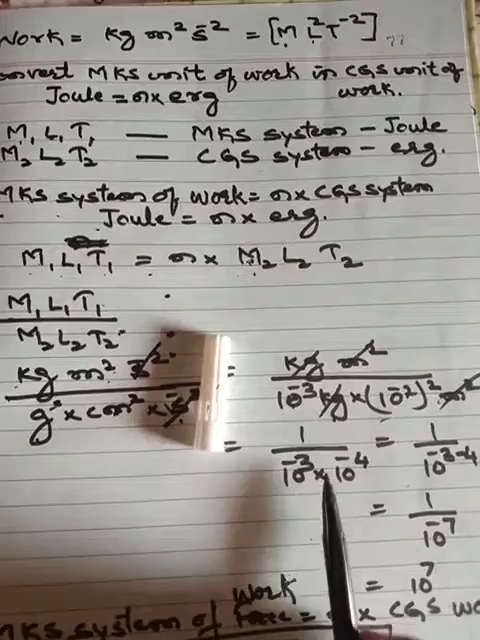 Work = kg m² s⁻² = [M L² T⁻²]
onvert MKS unit of work in CGS unit of work.
Joule = n x erg
M₁ L₁ T₁ — MKS system - Joule
M₂ L₂ T₂ — CGS system - erg.
MKS system of work = n x CGS system
Joule = n x erg.
M₁ L₁ T₁ = n x M₂ L₂ T₂
M₁ L₁ T₁ / M₂ L₂ T₂
kg m² s⁻² / g x cm² x s⁻² = kg m² / 10⁻³ kg x (10⁻²)² m²
= 1 / 10⁻³ x 10⁻⁴ = 1 / 10⁻³⁻⁴
= 1 / 10⁻⁷
= 10⁷
work
MKS system of force = x CGS wo